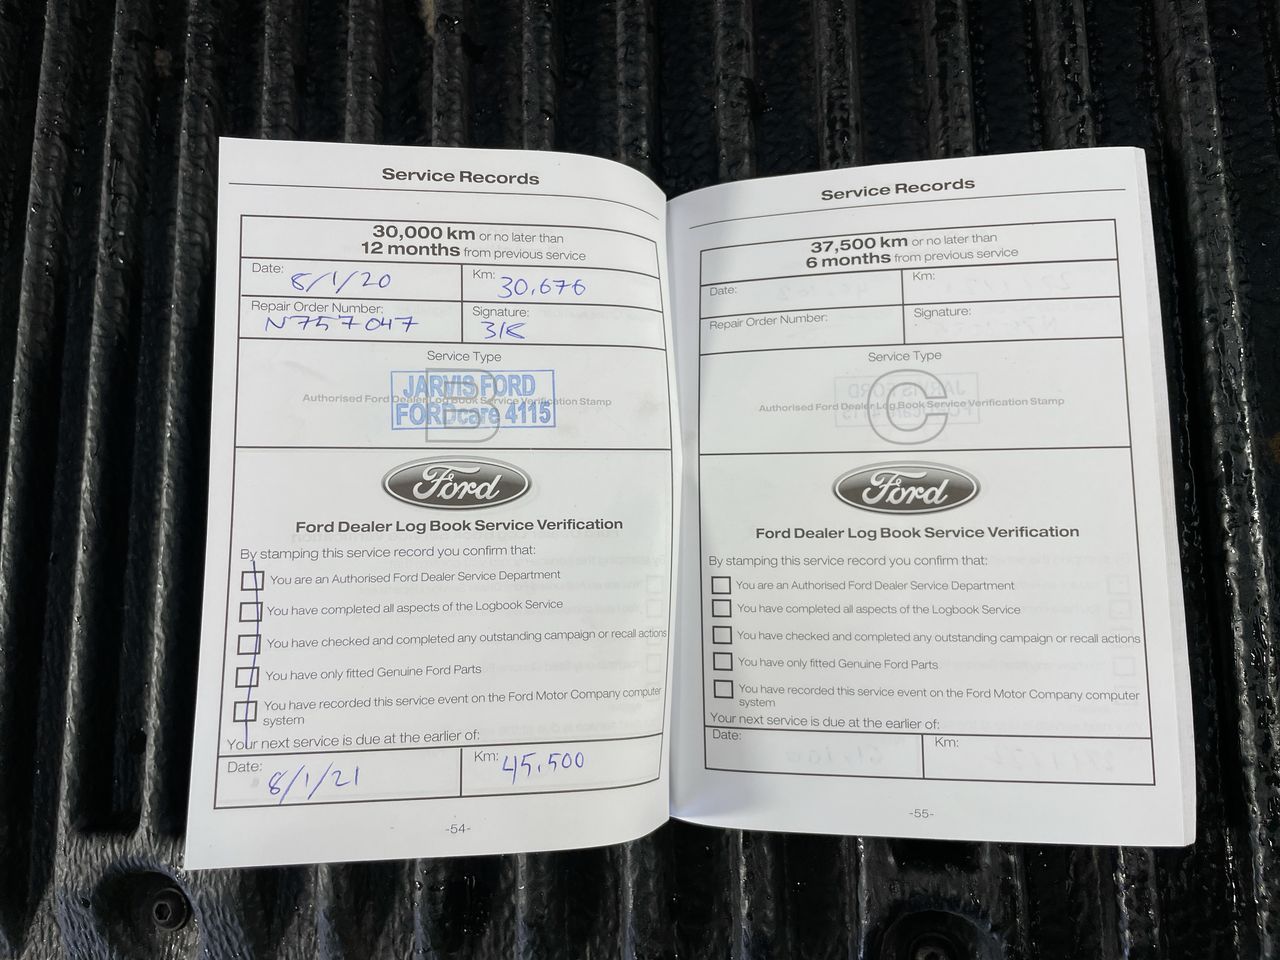 Service Records
30,000 km or no later than
12 months from previous service
Date: 8/1/20
Km: 30,676
Repair Order Number: N757047
Signature: 31K
Service Type
B
Authorised Ford Dealer Log Book Service Verification Stamp
JARVIS FORD
FORDcare 4115
Ford
Ford Dealer Log Book Service Verification
By stamping this service record you confirm that:
You are an Authorised Ford Dealer Service Department
You have completed all aspects of the Logbook Service
You have checked and completed any outstanding campaign or recall actions
You have only fitted Genuine Ford Parts
You have recorded this service event on the Ford Motor Company computer
system
Your next service is due at the earlier of:
Date: 8/1/21
Km: 45,500
-54-
Service Records
37,500 km or no later than
6 months from previous service
Date:
Km:
Repair Order Number:
Signature:
Service Type
C
Authorised Ford Dealer Log Book Service Verification Stamp
Ford
Ford Dealer Log Book Service Verification
By stamping this service record you confirm that:
You are an Authorised Ford Dealer Service Department
You have completed all aspects of the Logbook Service
You have checked and completed any outstanding campaign or recall actions
You have only fitted Genuine Ford Parts
You have recorded this service event on the Ford Motor Company computer
system
Your next service is due at the earlier of:
Date:
Km:
-55-